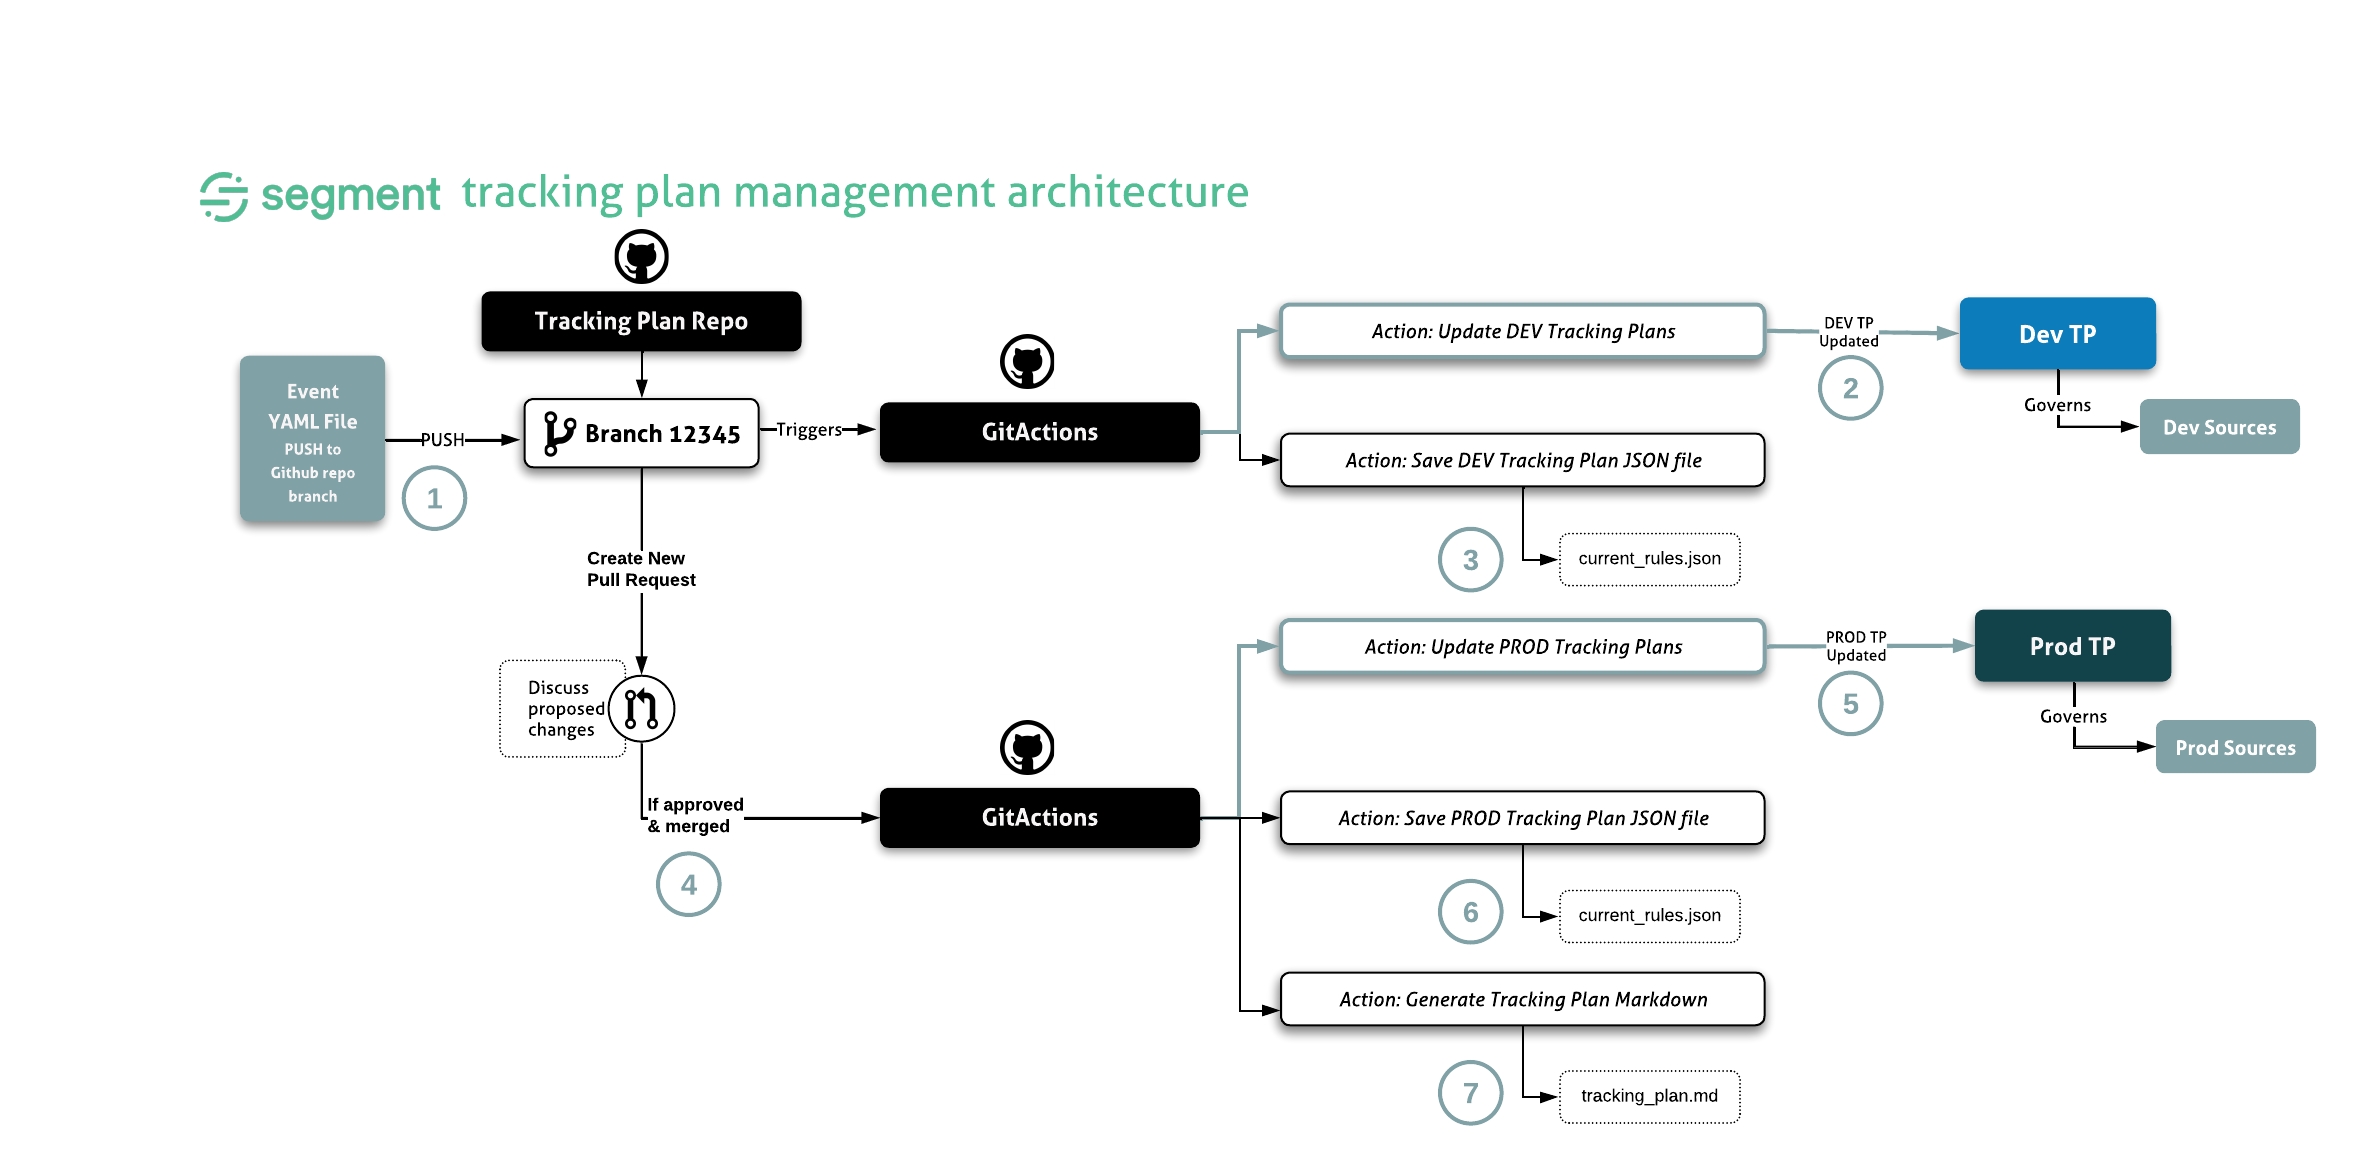 segment tracking plan management architecture
Tracking Plan Repo
Event
YAML File
PUSH to
Github repo
branch
PUSH
1
Branch 12345
Triggers
GitActions
Action: Update DEV Tracking Plans
DEV TP
Updated
2
Dev TP
Governs
Dev Sources
Action: Save DEV Tracking Plan JSON file
3
current_rules.json
Create New
Pull Request
Discuss
proposed
changes
If approved
& merged
4
GitActions
Action: Update PROD Tracking Plans
PROD TP
Updated
5
Prod TP
Governs
Prod Sources
Action: Save PROD Tracking Plan JSON file
6
current_rules.json
Action: Generate Tracking Plan Markdown
7
tracking_plan.md